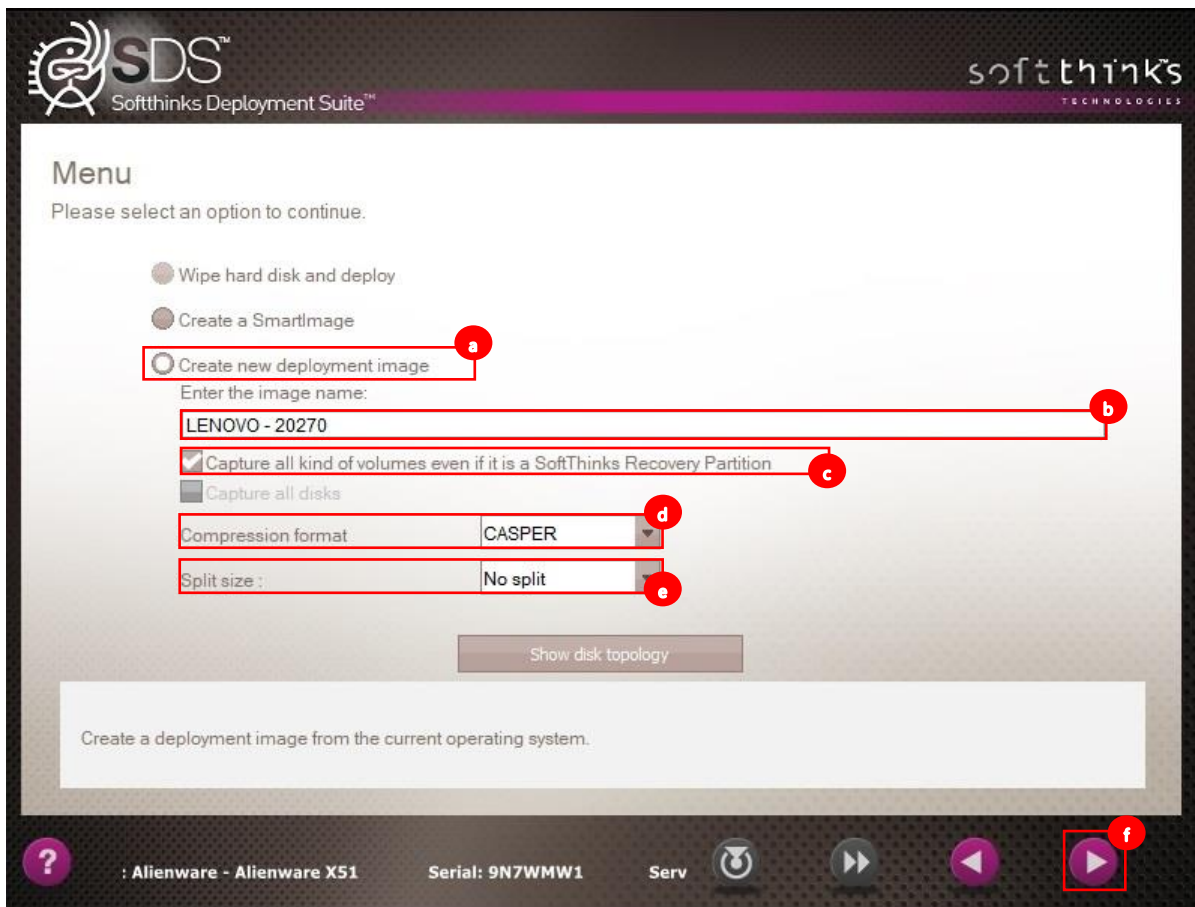 SDS™
Softthinks Deployment Suite™
softthinks
TECHNOLOGIES
Menu
Please select an option to continue.
Wipe hard disk and deploy
Create a SmartImage
a
Create new deployment image
Enter the image name:
b
LENOVO - 20270
Capture all kind of volumes even if it is a SoftThinks Recovery Partition
c
Capture all disks
d
Compression format CASPER
Split size : No split
e
Show disk topology
Create a deployment image from the current operating system.
f
? : Alienware - Alienware X51 Serial: 9N7WMW1 Serv